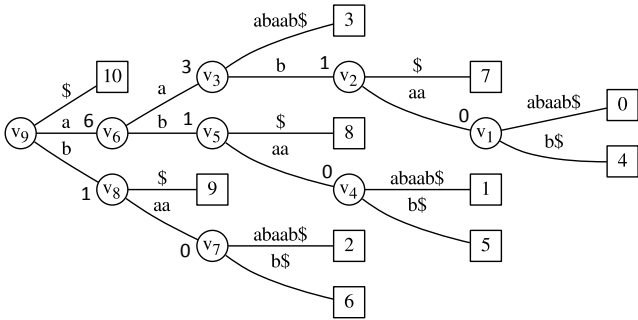 abaab$ 3
$ 10 3 v3 b 1 v2 $ 7
a aa abaab$ 0
v9 a 6 v6 b 1 v5 $ 8 0 v1
b aa b$ 4
1 v8 $ 9 0 v4 abaab$ 1
aa b$
0 v7 abaab$ 2 5
b$
6